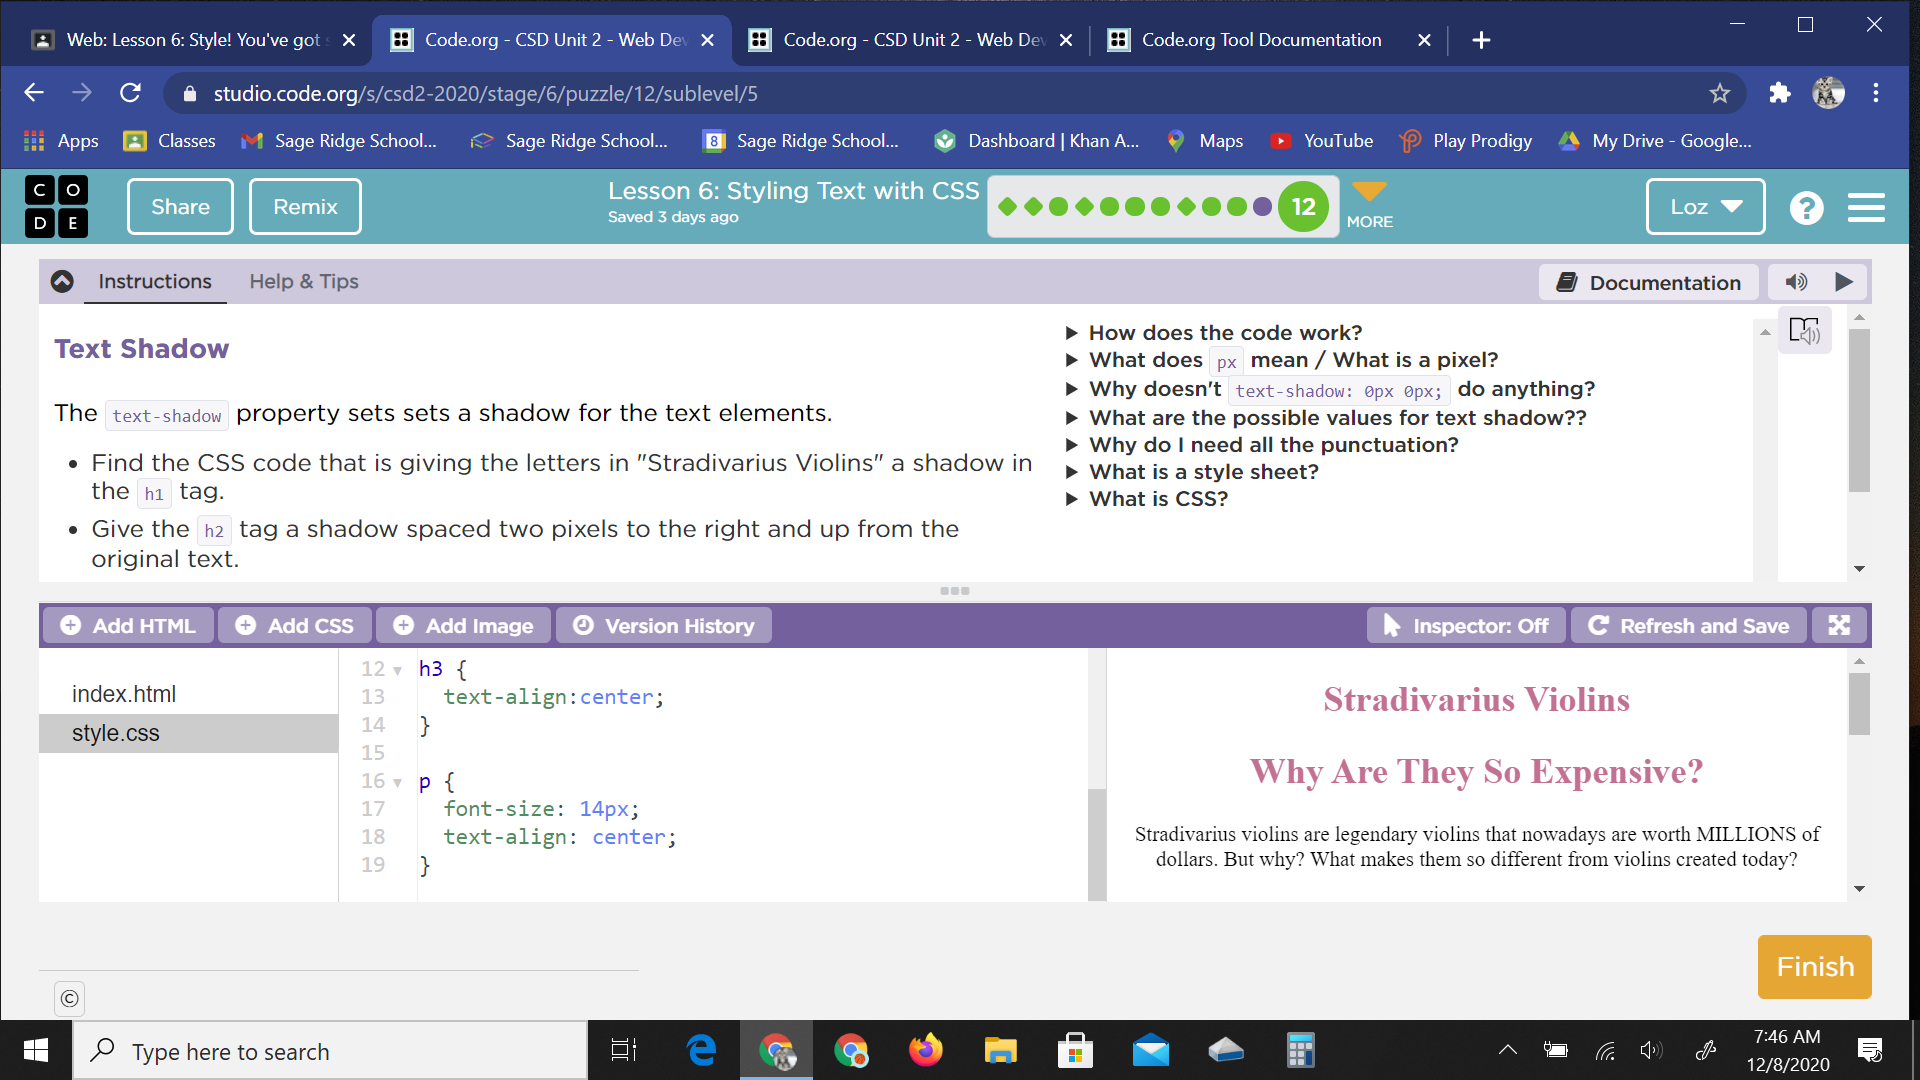 Web: Lesson 6: Style! You've got
Code.org - CSD Unit 2 - Web Dev
Code.org - CSD Unit 2 - Web Dev
Code.org Tool Documentation
studio.code.org/s/csd2-2020/stage/6/puzzle/12/sublevel/5
Apps Classes Sage Ridge School... Sage Ridge School... 8 Sage Ridge School... Dashboard | Khan A... Maps YouTube Play Prodigy My Drive - Google...
C O
D E
Share Remix
Lesson 6: Styling Text with CSS
Saved 3 days ago
12
MORE
Loz
?
Instructions Help & Tips
Documentation
Text Shadow
The text-shadow property sets sets a shadow for the text elements.
• Find the CSS code that is giving the letters in "Stradivarius Violins" a shadow in
the h1 tag.
• Give the h2 tag a shadow spaced two pixels to the right and up from the
original text.
How does the code work?
What does px mean / What is a pixel?
Why doesn't text-shadow: 0px 0px; do anything?
What are the possible values for text shadow??
Why do I need all the punctuation?
What is a style sheet?
What is CSS?
Add HTML Add CSS Add Image Version History
Inspector: Off Refresh and Save
index.html
style.css
12 h3 {
13 text-align:center;
14 }
15
16 p {
17 font-size: 14px;
18 text-align: center;
19 }
Stradivarius Violins
Why Are They So Expensive?
Stradivarius violins are legendary violins that nowadays are worth MILLIONS of
dollars. But why? What makes them so different from violins created today?
Finish
©
Type here to search
7:46 AM
12/8/2020